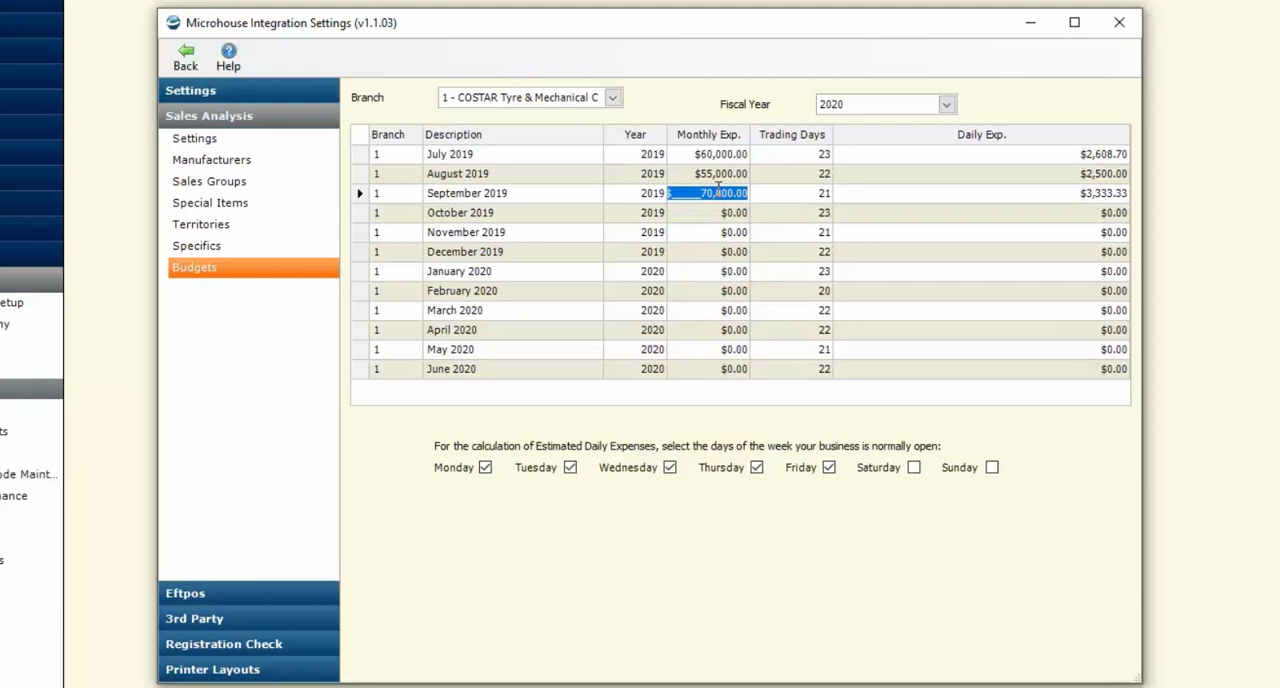 Microhouse Integration Settings (v1.1.03)
Back Help
Settings
Sales Analysis
Settings
Manufacturers
Sales Groups
Special Items
Territories
Specifics
Budgets
Eftpos
3rd Party
Registration Check
Printer Layouts
Branch 1 - COSTAR Tyre & Mechanical C Fiscal Year 2020
Branch Description Year Monthly Exp. Trading Days Daily Exp.
1 July 2019 2019 $60,000.00 23 $2,608.70
1 August 2019 2019 $55,000.00 22 $2,500.00
1 September 2019 2019 $______70,000.00 21 $3,333.33
1 October 2019 2019 $0.00 23 $0.00
1 November 2019 2019 $0.00 21 $0.00
1 December 2019 2019 $0.00 22 $0.00
1 January 2020 2020 $0.00 23 $0.00
1 February 2020 2020 $0.00 20 $0.00
1 March 2020 2020 $0.00 22 $0.00
1 April 2020 2020 $0.00 22 $0.00
1 May 2020 2020 $0.00 21 $0.00
1 June 2020 2020 $0.00 22 $0.00
For the calculation of Estimated Daily Expenses, select the days of the week your business is normally open:
Monday Tuesday Wednesday Thursday Friday Saturday Sunday
etup
ny
ts
ode Maint...
nance
s